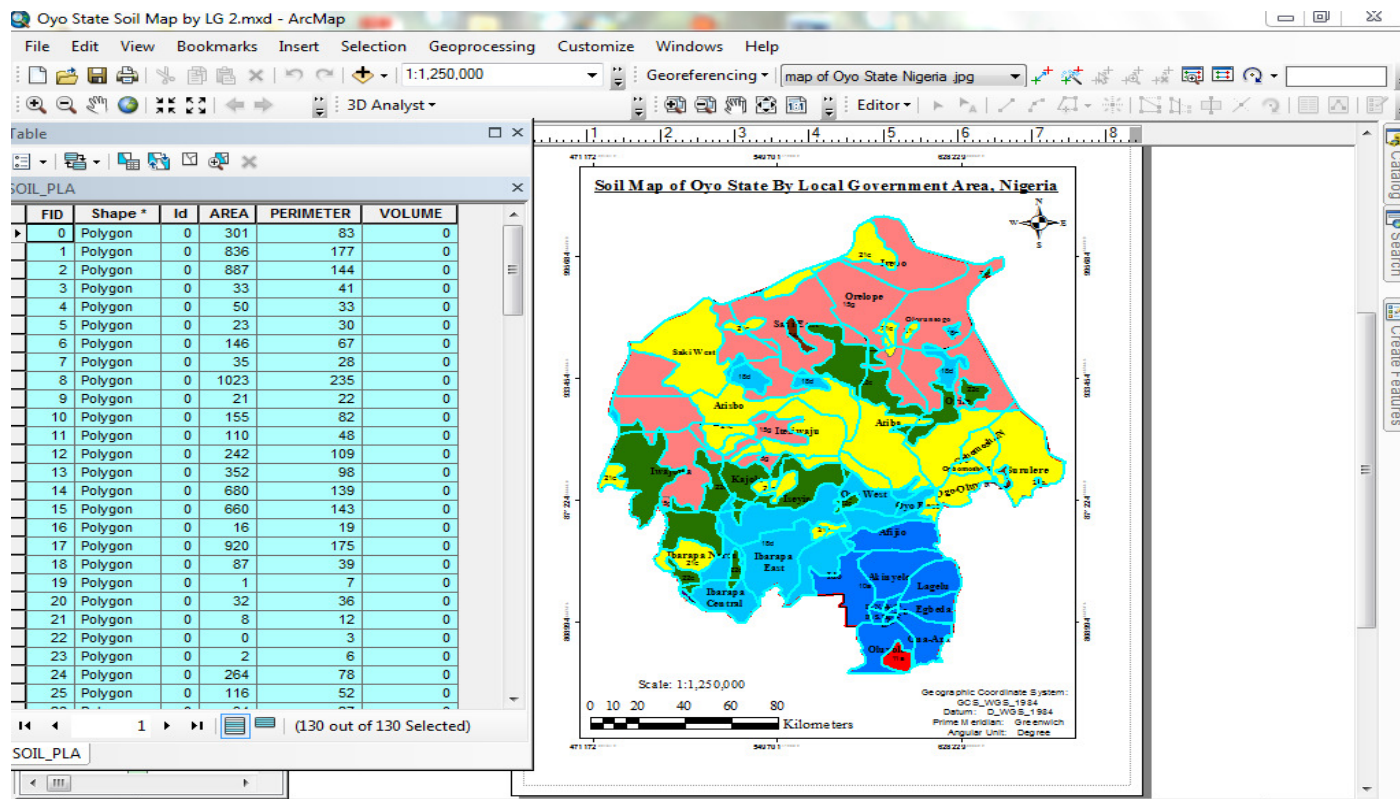 Oyo State Soil Map by LG 2.mxd - ArcMap
File Edit View Bookmarks Insert Selection Geoprocessing Customize Windows Help
1:1,250,000 Georeferencing map of Oyo State Nigeria .jpg
3D Analyst Editor
Table
SOIL_PLA
FID Shape * Id AREA PERIMETER VOLUME
0 Polygon 0 301 83 0
1 Polygon 0 836 177 0
2 Polygon 0 887 144 0
3 Polygon 0 33 41 0
4 Polygon 0 50 33 0
5 Polygon 0 23 30 0
6 Polygon 0 146 67 0
7 Polygon 0 35 28 0
8 Polygon 0 1023 235 0
9 Polygon 0 21 22 0
10 Polygon 0 155 82 0
11 Polygon 0 110 48 0
12 Polygon 0 242 109 0
13 Polygon 0 352 98 0
14 Polygon 0 680 139 0
15 Polygon 0 660 143 0
16 Polygon 0 16 19 0
17 Polygon 0 920 175 0
18 Polygon 0 87 39 0
19 Polygon 0 1 7 0
20 Polygon 0 32 36 0
21 Polygon 0 8 12 0
22 Polygon 0 0 3 0
23 Polygon 0 2 6 0
24 Polygon 0 264 78 0
25 Polygon 0 116 52 0
1 (130 out of 130 Selected)
SOIL_PLA
1 2 3 4 5 6 7 8
Soil Map of Oyo State By Local Government Area, Nigeria
N
W E
S
Orelope
Saki West
Atisbo
Kajola
Iseyin
West
Surulere
Afijio
Ibarapa
East
Ibarapa
Central
Akinyele
Lagelu
Egbeda
Scale: 1:1,250,000
0 10 20 40 60 80
Kilometers
Geographic Coordinate System:
GCS_WGS_1984
Datum: D_WGS_1984
Prime Meridian: Greenwich
Angular Unit: Degree
Catalog
Search
Create Features